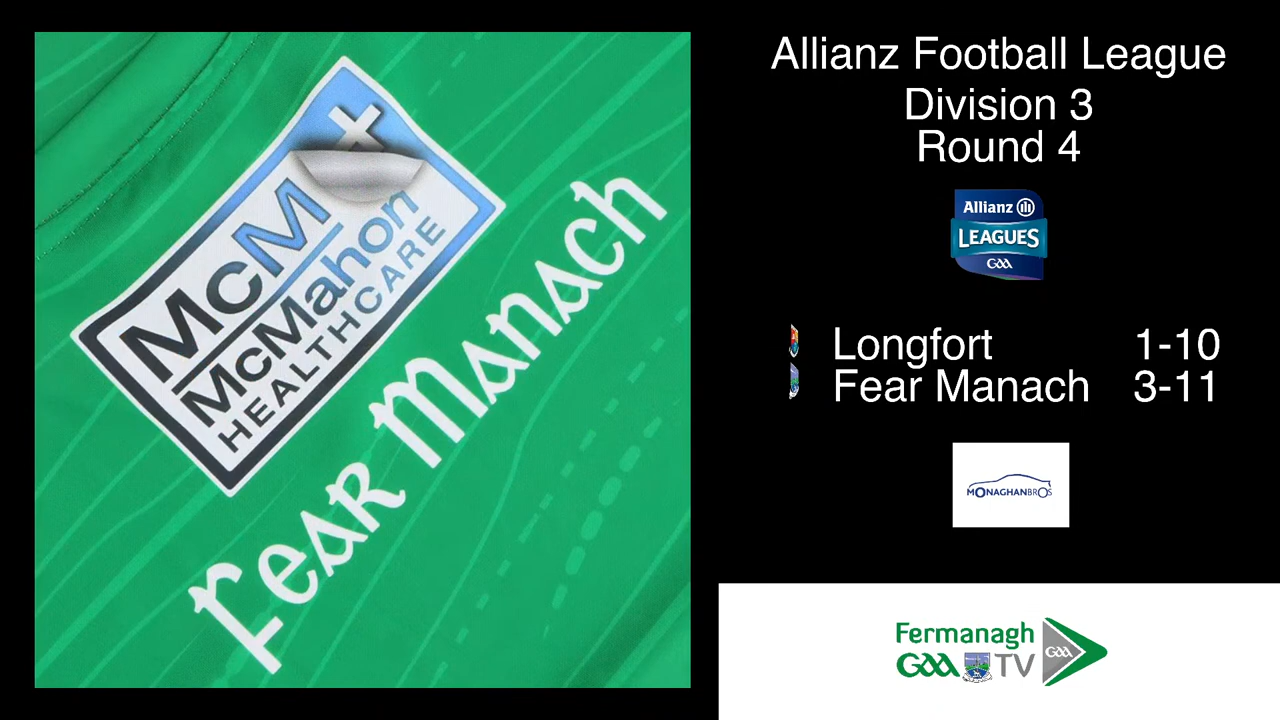 McM
McMahon
HEALTHCARE
Fear Manach
Allianz Football League
Division 3
Round 4
Allianz
LEAGUES
GAA
Longfort 1-10
Fear Manach 3-11
MONAGHANBROS
Fermanagh
GAA TV
GAA